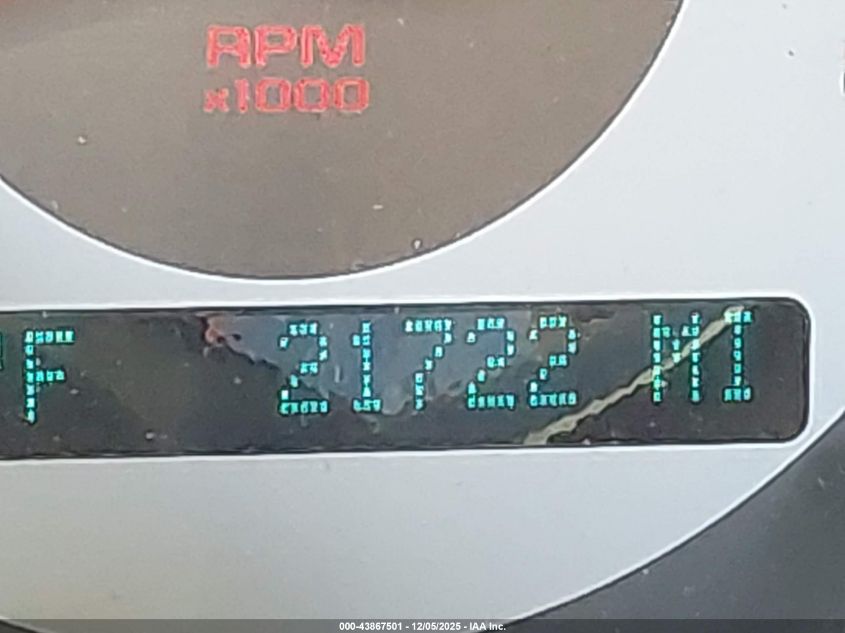 RPM
x1000
°F 21722 MI
000-43867501 - 12/05/2025 - IAA Inc.